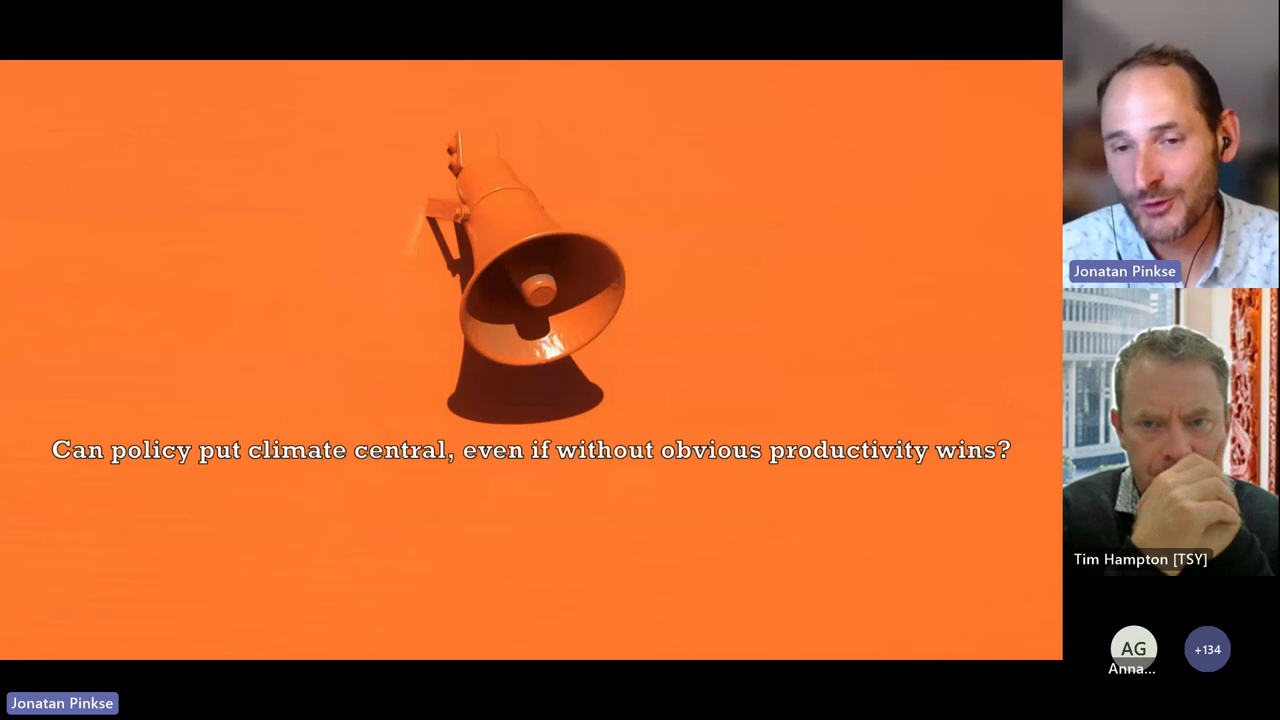 Can policy put climate central, even if without obvious productivity wins?
Jonatan Pinkse
Tim Hampton [TSY]
AG
Anna...
+134
Jonatan Pinkse